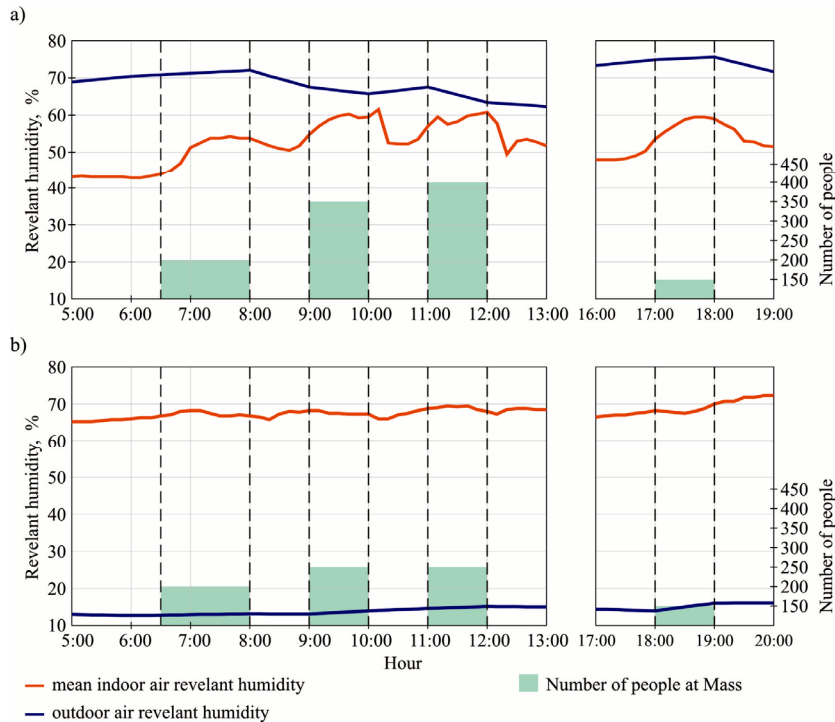 a)
80
70
60
50
40
30
20
10
Revelant humidity, %
450
400
350
300
250
200
150
Number of people
5:00 6:00 7:00 8:00 9:00 10:00 11:00 12:00 13:00 16:00 17:00 18:00 19:00
b)
80
70
60
50
40
30
20
10
Revelant humidity, %
450
400
350
300
250
200
150
Number of people
5:00 6:00 7:00 8:00 9:00 10:00 11:00 12:00 13:00 17:00 18:00 19:00 20:00
Hour
mean indoor air revelant humidity
Number of people at Mass
outdoor air revelant humidity